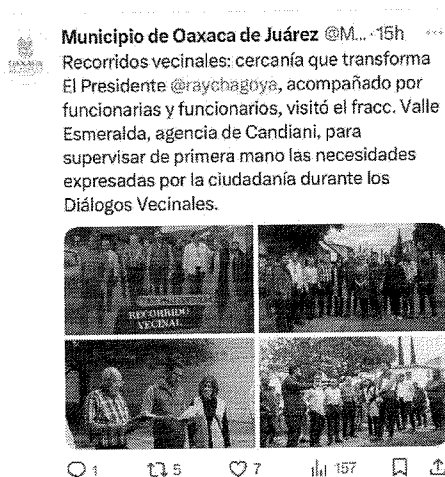 Municipio de Oaxaca de Juárez @M... · 15h
Recorridos vecinales: cercanía que transforma
El Presidente @raychagoya, acompañado por
funcionarias y funcionarios, visitó el fracc. Valle
Esmeralda, agencia de Candiani, para
supervisar de primera mano las necesidades
expresadas por la ciudadanía durante los
Diálogos Vecinales.
RECORRIDO
VECINAL
1 5 7 157